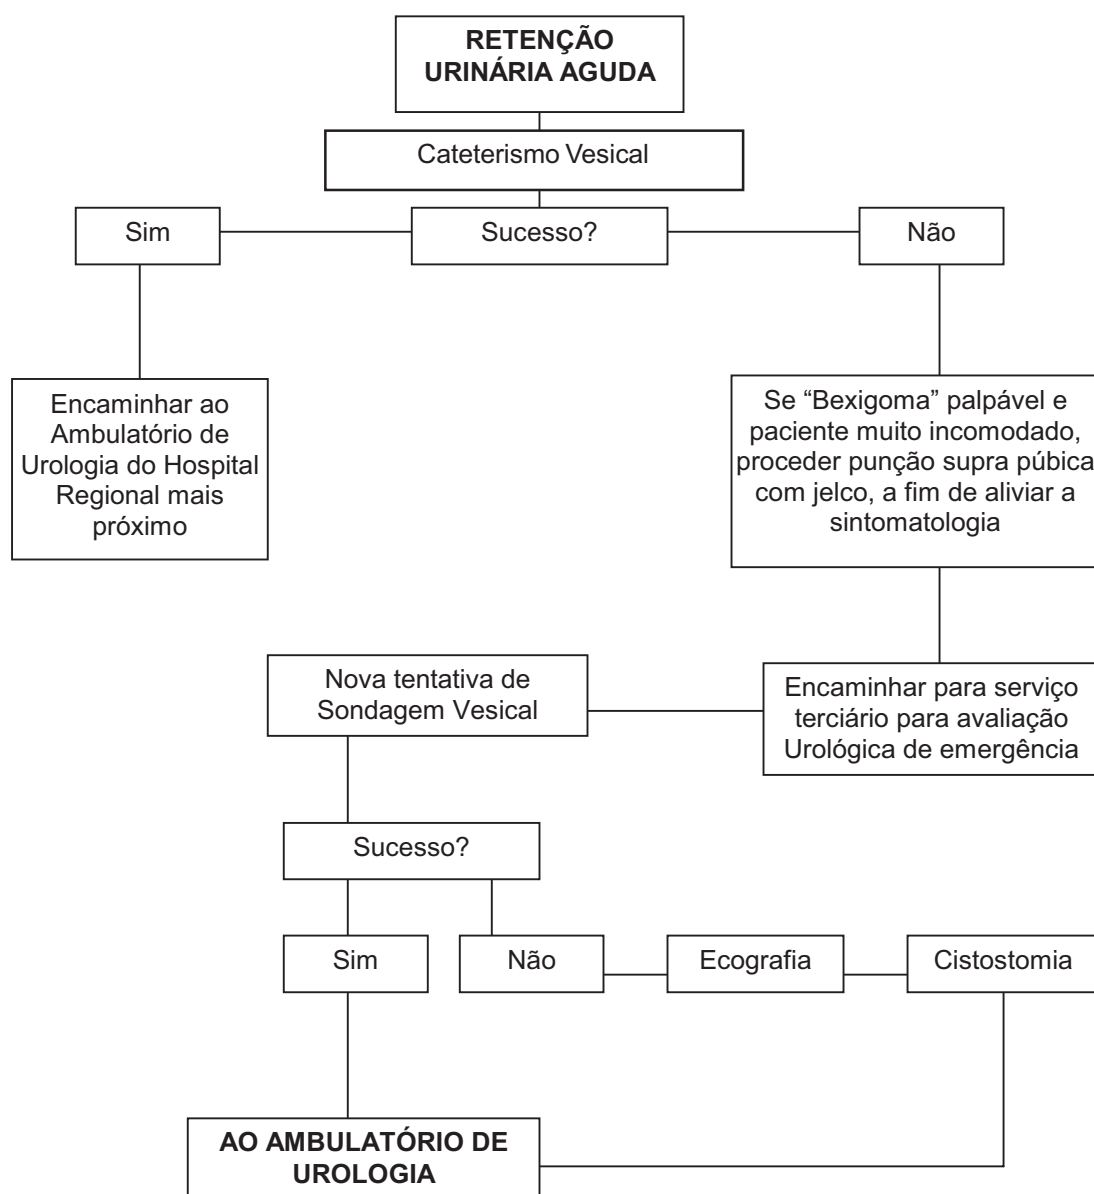 RETENÇÃO
URINÁRIA AGUDA
Cateterismo Vesical
Sim
Sucesso?
Não
Encaminhar ao
Ambulatório de
Urologia do Hospital
Regional mais
próximo
Se “Bexigoma” palpável e
paciente muito incomodado,
proceder punção supra púbica
com jelco, a fim de aliviar a
sintomatologia
Nova tentativa de
Sondagem Vesical
Encaminhar para serviço
terciário para avaliação
Urológica de emergência
Sucesso?
Sim
Não
Ecografia
Cistostomia
AO AMBULATÓRIO DE
UROLOGIA